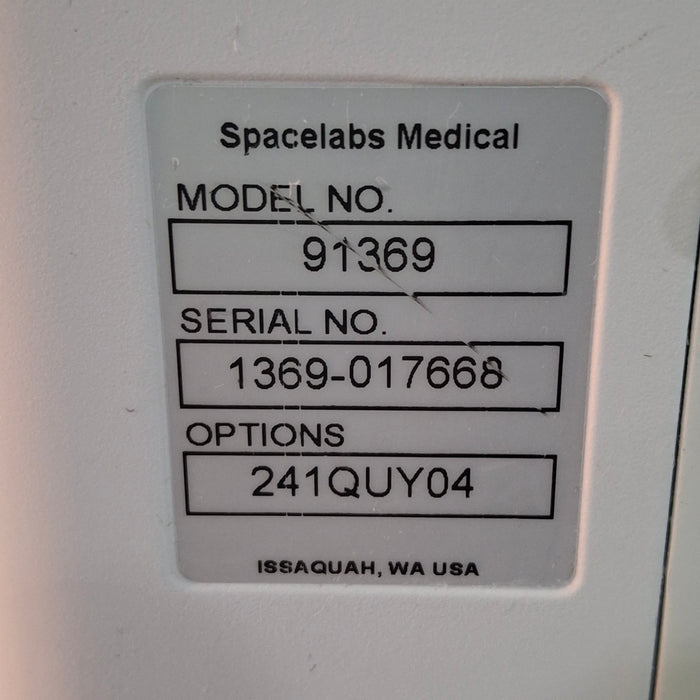 Spacelabs Medical
MODEL NO.
91369
SERIAL NO.
1369-017668
OPTIONS
241QUY04
ISSAQUAH, WA USA